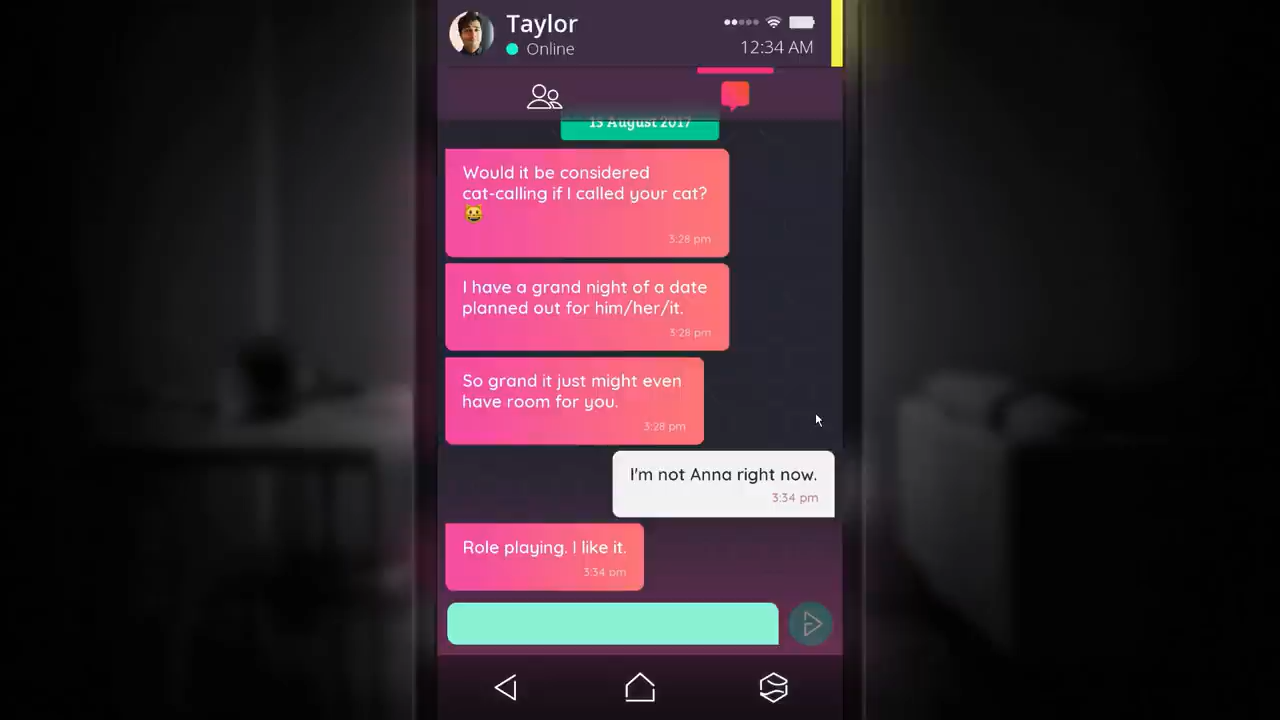 Taylor
Online
12:34 AM
15 August 2017
Would it be considered
cat-calling if I called your cat?
😺
3:28 pm
I have a grand night of a date
planned out for him/her/it.
3:28 pm
So grand it just might even
have room for you.
3:28 pm
I'm not Anna right now.
3:34 pm
Role playing. I like it.
3:34 pm